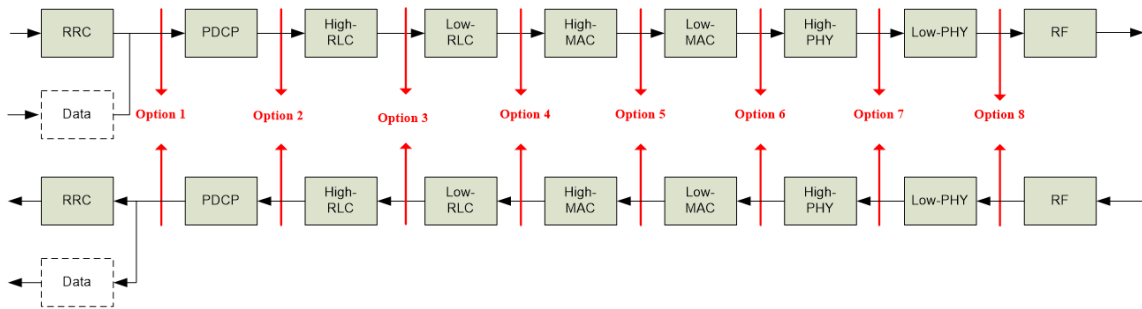 RRC
PDCP
High-
RLC
Low-
RLC
High-
MAC
Low-
MAC
High-
PHY
Low-PHY
RF
Data
Option 1
Option 2
Option 3
Option 4
Option 5
Option 6
Option 7
Option 8
RRC
PDCP
High-
RLC
Low-
RLC
High-
MAC
Low-
MAC
High-
PHY
Low-PHY
RF
Data